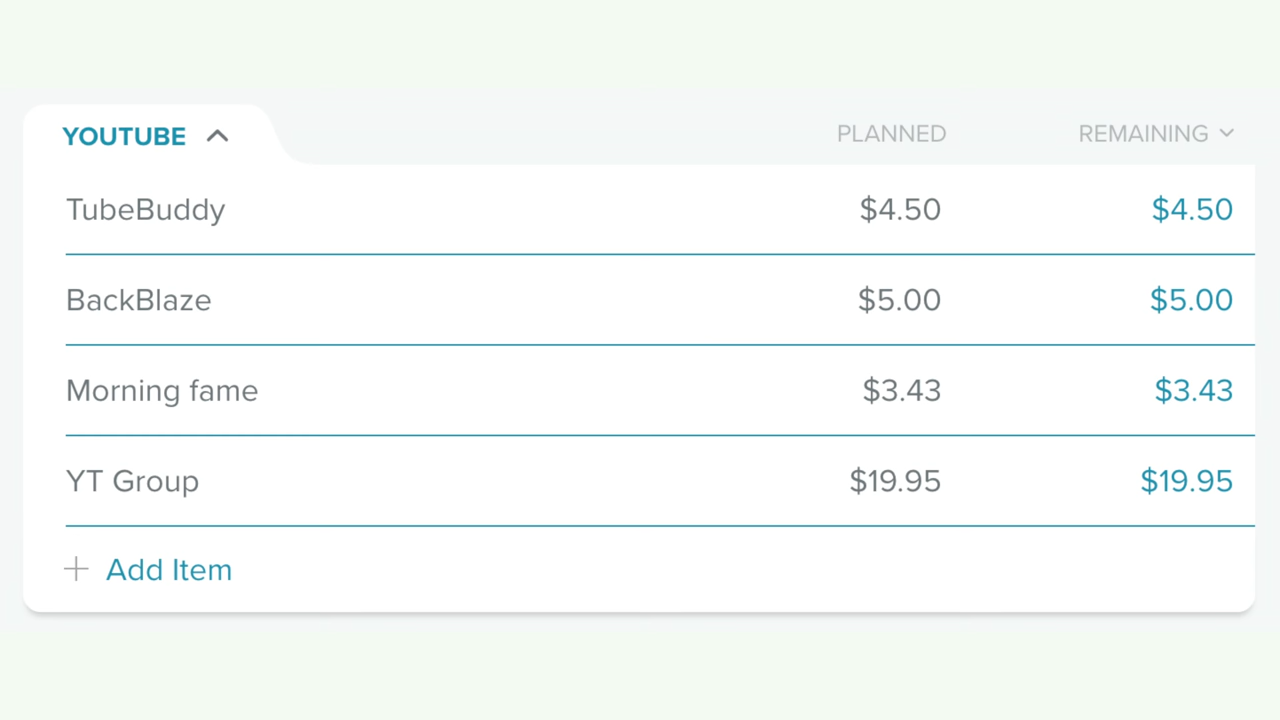 YOUTUBE PLANNED REMAINING
TubeBuddy $4.50 $4.50
BackBlaze $5.00 $5.00
Morning fame $3.43 $3.43
YT Group $19.95 $19.95
+ Add Item